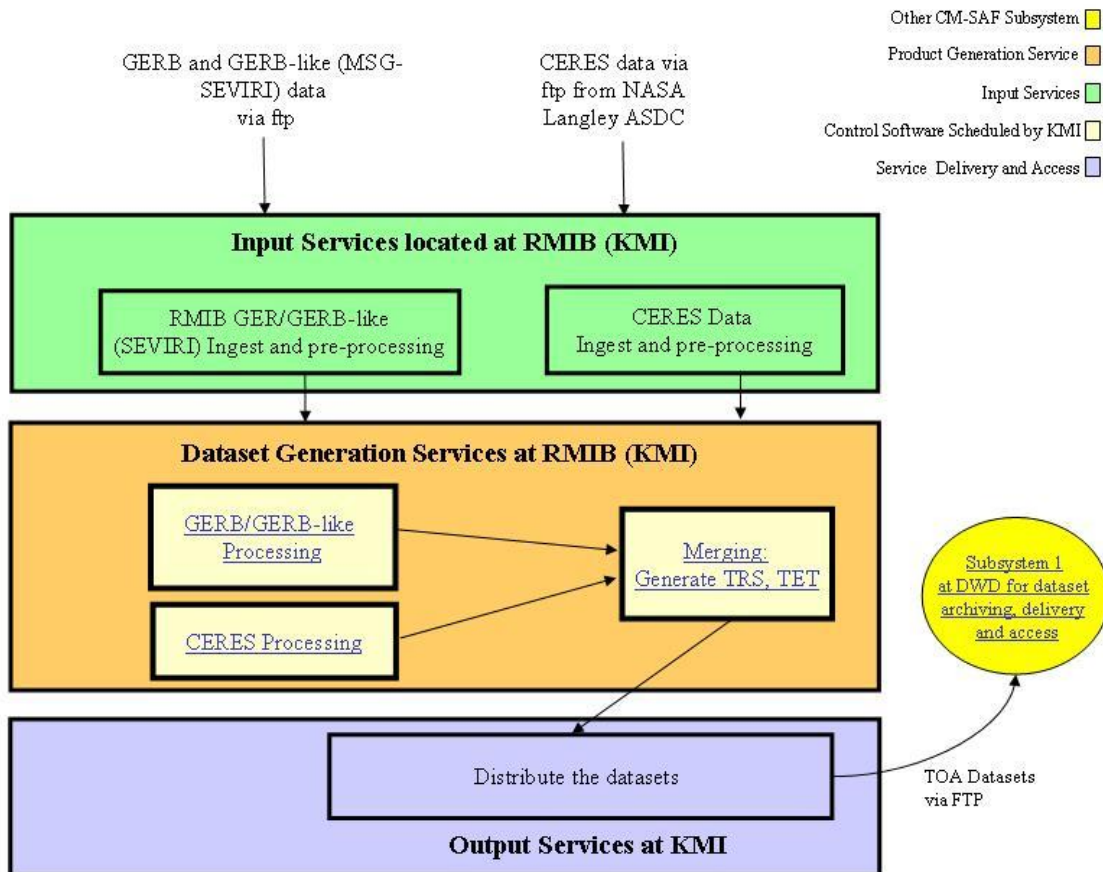 Other CM-SAF Subsystem
Product Generation Service
Input Services
Control Software Scheduled by KMI
Service Delivery and Access
GERB and GERB-like (MSG-
SEVIRI) data
via ftp
CERES data via
ftp from NASA
Langley ASDC
Input Services located at RMIB (KMI)
RMIB GER/GERB-like
(SEVIRI) Ingest and pre-processing
CERES Data
Ingest and pre-processing
Dataset Generation Services at RMIB (KMI)
GERB/GERB-like
Processing
CERES Processing
Merging:
Generate TRS, TET
Subsystem 1
at DWD for dataset
archiving, delivery
and access
Distribute the datasets
TOA Datasets
via FTP
Output Services at KMI